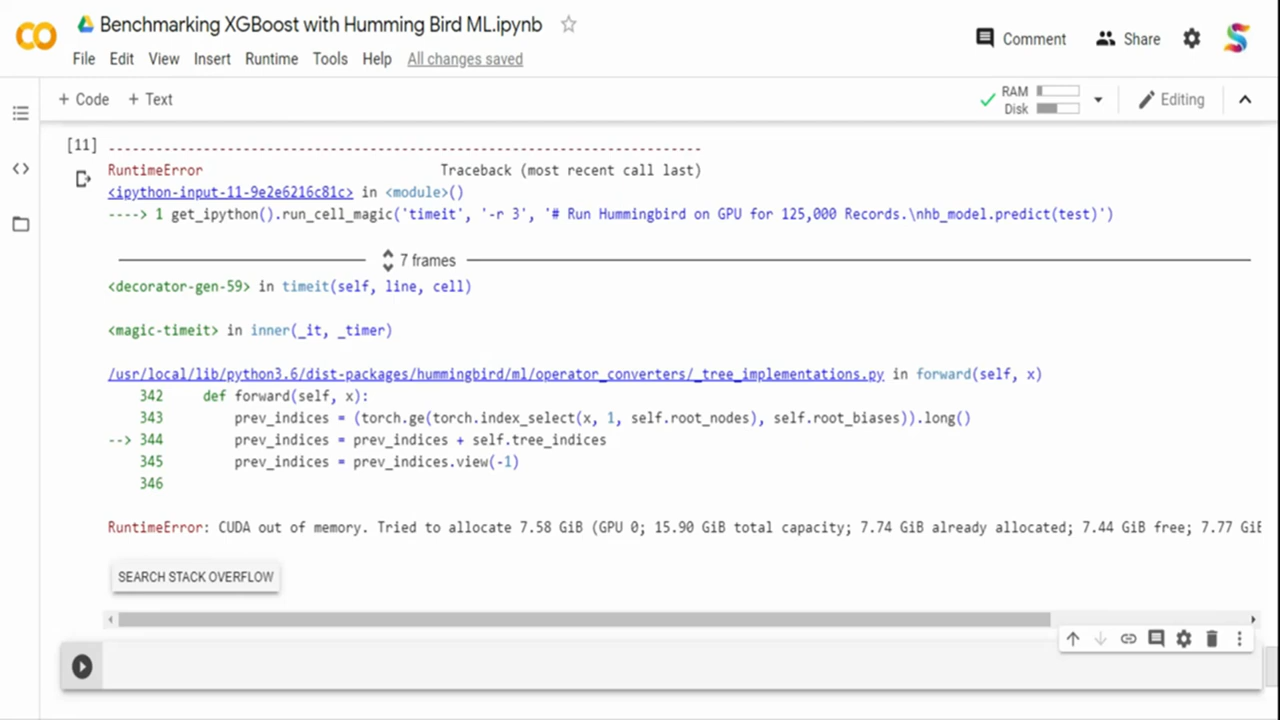 Benchmarking XGBoost with Humming Bird ML.ipynb
File Edit View Insert Runtime Tools Help All changes saved
Comment Share
+ Code + Text
RAM
Disk
Editing
[11] ---------------------------------------------------------------------------
RuntimeError Traceback (most recent call last)
<ipython-input-11-9e2e6216c81c> in <module>()
----> 1 get_ipython().run_cell_magic('timeit', '-r 3', '# Run Hummingbird on GPU for 125,000 Records.\nhb_model.predict(test)')
7 frames
<decorator-gen-59> in timeit(self, line, cell)
<magic-timeit> in inner(_it, _timer)
/usr/local/lib/python3.6/dist-packages/hummingbird/ml/operator_converters/_tree_implementations.py in forward(self, x)
342 def forward(self, x):
343 prev_indices = (torch.ge(torch.index_select(x, 1, self.root_nodes), self.root_biases)).long()
--> 344 prev_indices = prev_indices + self.tree_indices
345 prev_indices = prev_indices.view(-1)
346
RuntimeError: CUDA out of memory. Tried to allocate 7.58 GiB (GPU 0; 15.90 GiB total capacity; 7.74 GiB already allocated; 7.44 GiB free; 7.77 GiB
SEARCH STACK OVERFLOW